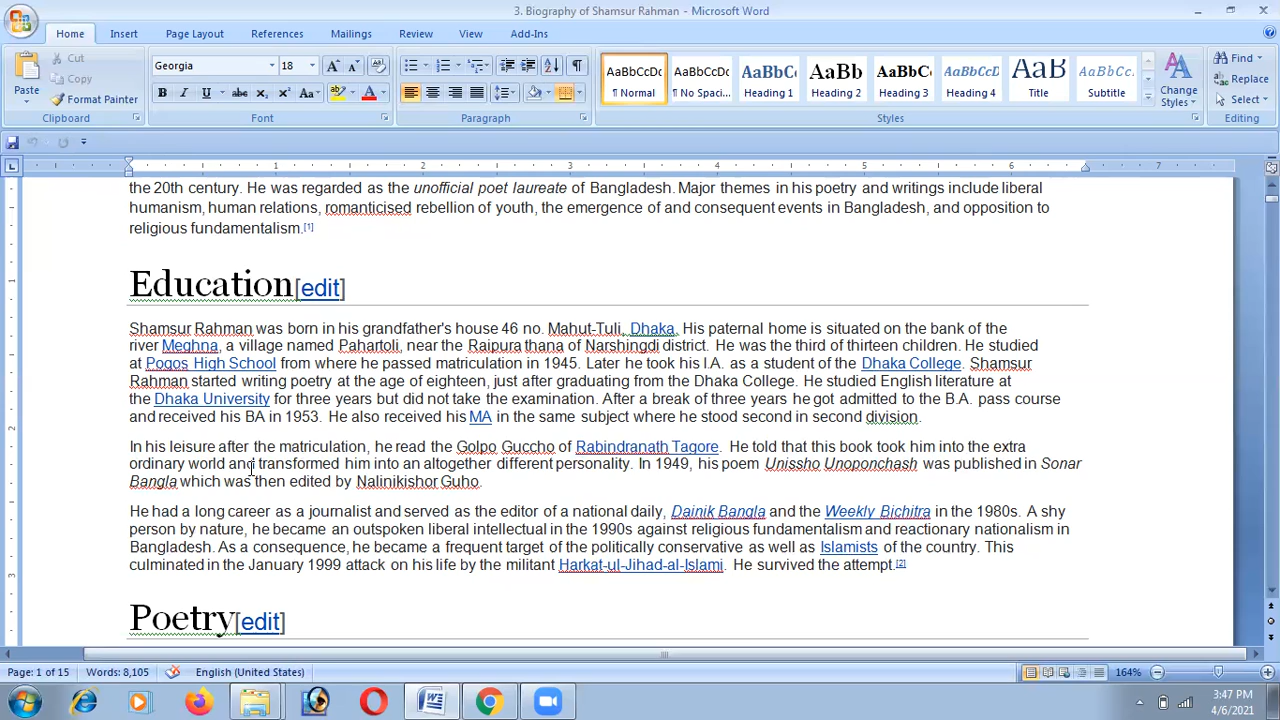 3. Biography of Shamsur Rahman - Microsoft Word
Home Insert Page Layout References Mailings Review View Add-Ins
Paste
Cut
Copy
Format Painter
Clipboard
Georgia 18
B I U abe X₂ X² Aa
Font
Paragraph
AaBbCcDc AaBbCcDc AaBbC AaBb AaBbC AaBbCcD AaB AaBbCc.
¶ Normal ¶ No Spaci... Heading 1 Heading 2 Heading 3 Heading 4 Title Subtitle
Change Styles
Styles
Find
Replace
Select
Editing
1 2 3 4 5 6 7
the 20th century. He was regarded as the unofficial poet laureate of Bangladesh. Major themes in his poetry and writings include liberal
humanism, human relations, romanticised rebellion of youth, the emergence of and consequent events in Bangladesh, and opposition to
religious fundamentalism.[1]
Education[edit]
Shamsur Rahman was born in his grandfather's house 46 no. Mahut-Tuli, Dhaka. His paternal home is situated on the bank of the
river Meghna, a village named Pahartoli, near the Raipura thana of Narshingdi district. He was the third of thirteen children. He studied
at Pogos High School from where he passed matriculation in 1945. Later he took his I.A. as a student of the Dhaka College. Shamsur
Rahman started writing poetry at the age of eighteen, just after graduating from the Dhaka College. He studied English literature at
the Dhaka University for three years but did not take the examination. After a break of three years he got admitted to the B.A. pass course
and received his BA in 1953. He also received his MA in the same subject where he stood second in second division.
In his leisure after the matriculation, he read the Golpo Guccho of Rabindranath Tagore. He told that this book took him into the extra
ordinary world and transformed him into an altogether different personality. In 1949, his poem Unissho Unoponchash was published in Sonar
Bangla which was then edited by Nalinikishor Guho.
He had a long career as a journalist and served as the editor of a national daily, Dainik Bangla and the Weekly Bichitra in the 1980s. A shy
person by nature, he became an outspoken liberal intellectual in the 1990s against religious fundamentalism and reactionary nationalism in
Bangladesh. As a consequence, he became a frequent target of the politically conservative as well as Islamists of the country. This
culminated in the January 1999 attack on his life by the militant Harkat-ul-Jihad-al-Islami. He survived the attempt.[2]
Poetry[edit]
Page: 1 of 15 Words: 8,105 English (United States) 164%
3:47 PM
4/6/2021